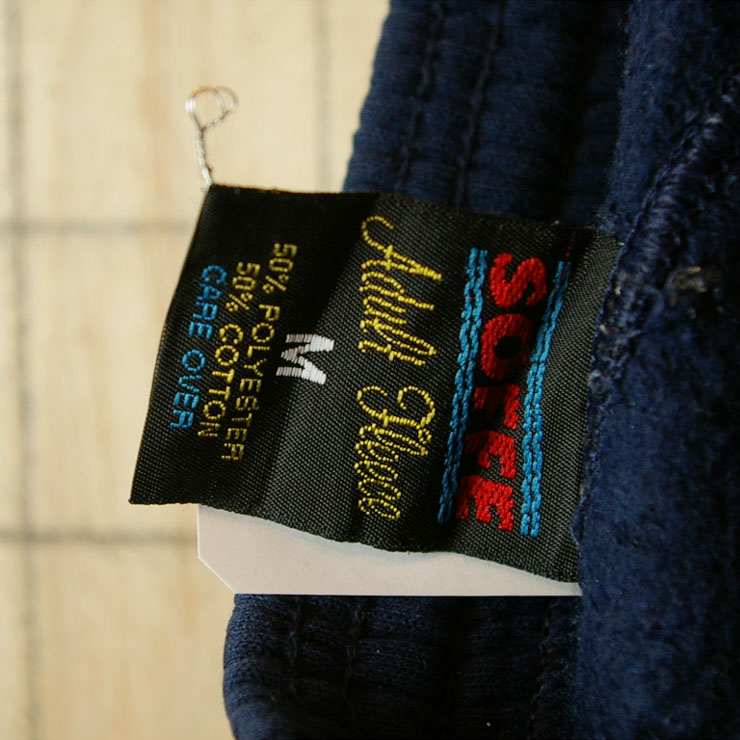 SOFFE
Adult Fleece
M
50% POLYESTER
50% COTTON
CARE OVER